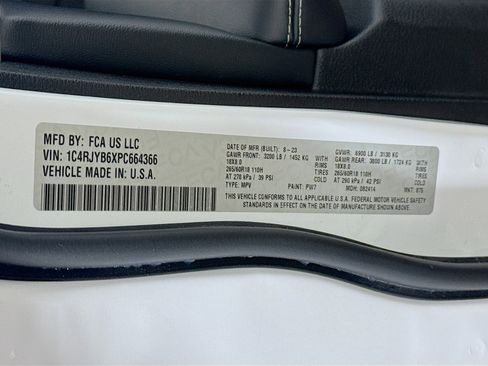 MFD BY: FCA US LLC
VIN: 1C4RJYB6XPC664366
VEHICLE MADE IN: U.S.A.
DATE OF MFR (BUILT): 8-23 GVWR: 6900 LB / 3130 KG
GAWR FRONT: 3200 LB / 1452 KG WITH GAWR REAR: 3800 LB / 1724 KG WITH
18X8.0 RIMS 18X8.0 RIMS
265/60R18 110H TIRES 265/60R18 110H TIRES
AT 270 kPa / 39 PSI COLD AT 290 kPa / 42 PSI COLD
TYPE: MPV PAINT: PW7 MDH: 082414 VNT: 875
THIS VEHICLE CONFORMS TO ALL APPLICABLE U.S.A. FEDERAL MOTOR VEHICLE SAFETY
STANDARDS IN EFFECT ON THE DATE OF MANUFACTURE SHOWN ABOVE.